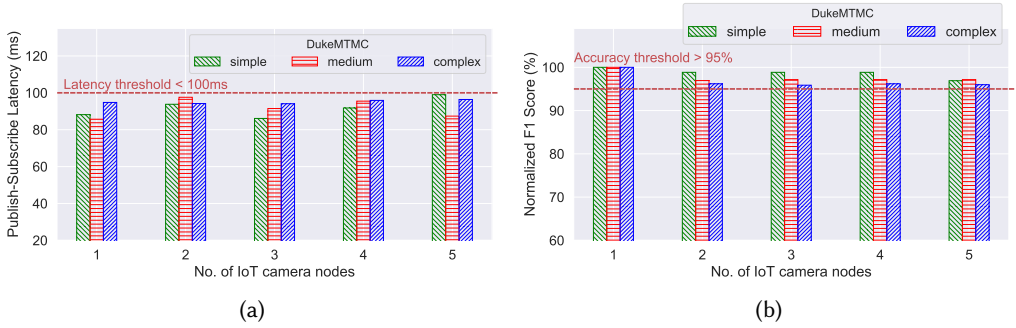 DukeMTMC
simple medium complex
Latency threshold < 100ms
Publish-Subscribe Latency (ms)
120
100
80
60
40
20
1 2 3 4 5
No. of IoT camera nodes
(a)
DukeMTMC
simple medium complex
Accuracy threshold > 95%
Normalized F1 Score (%)
100
90
80
70
60
1 2 3 4 5
No. of IoT camera nodes
(b)